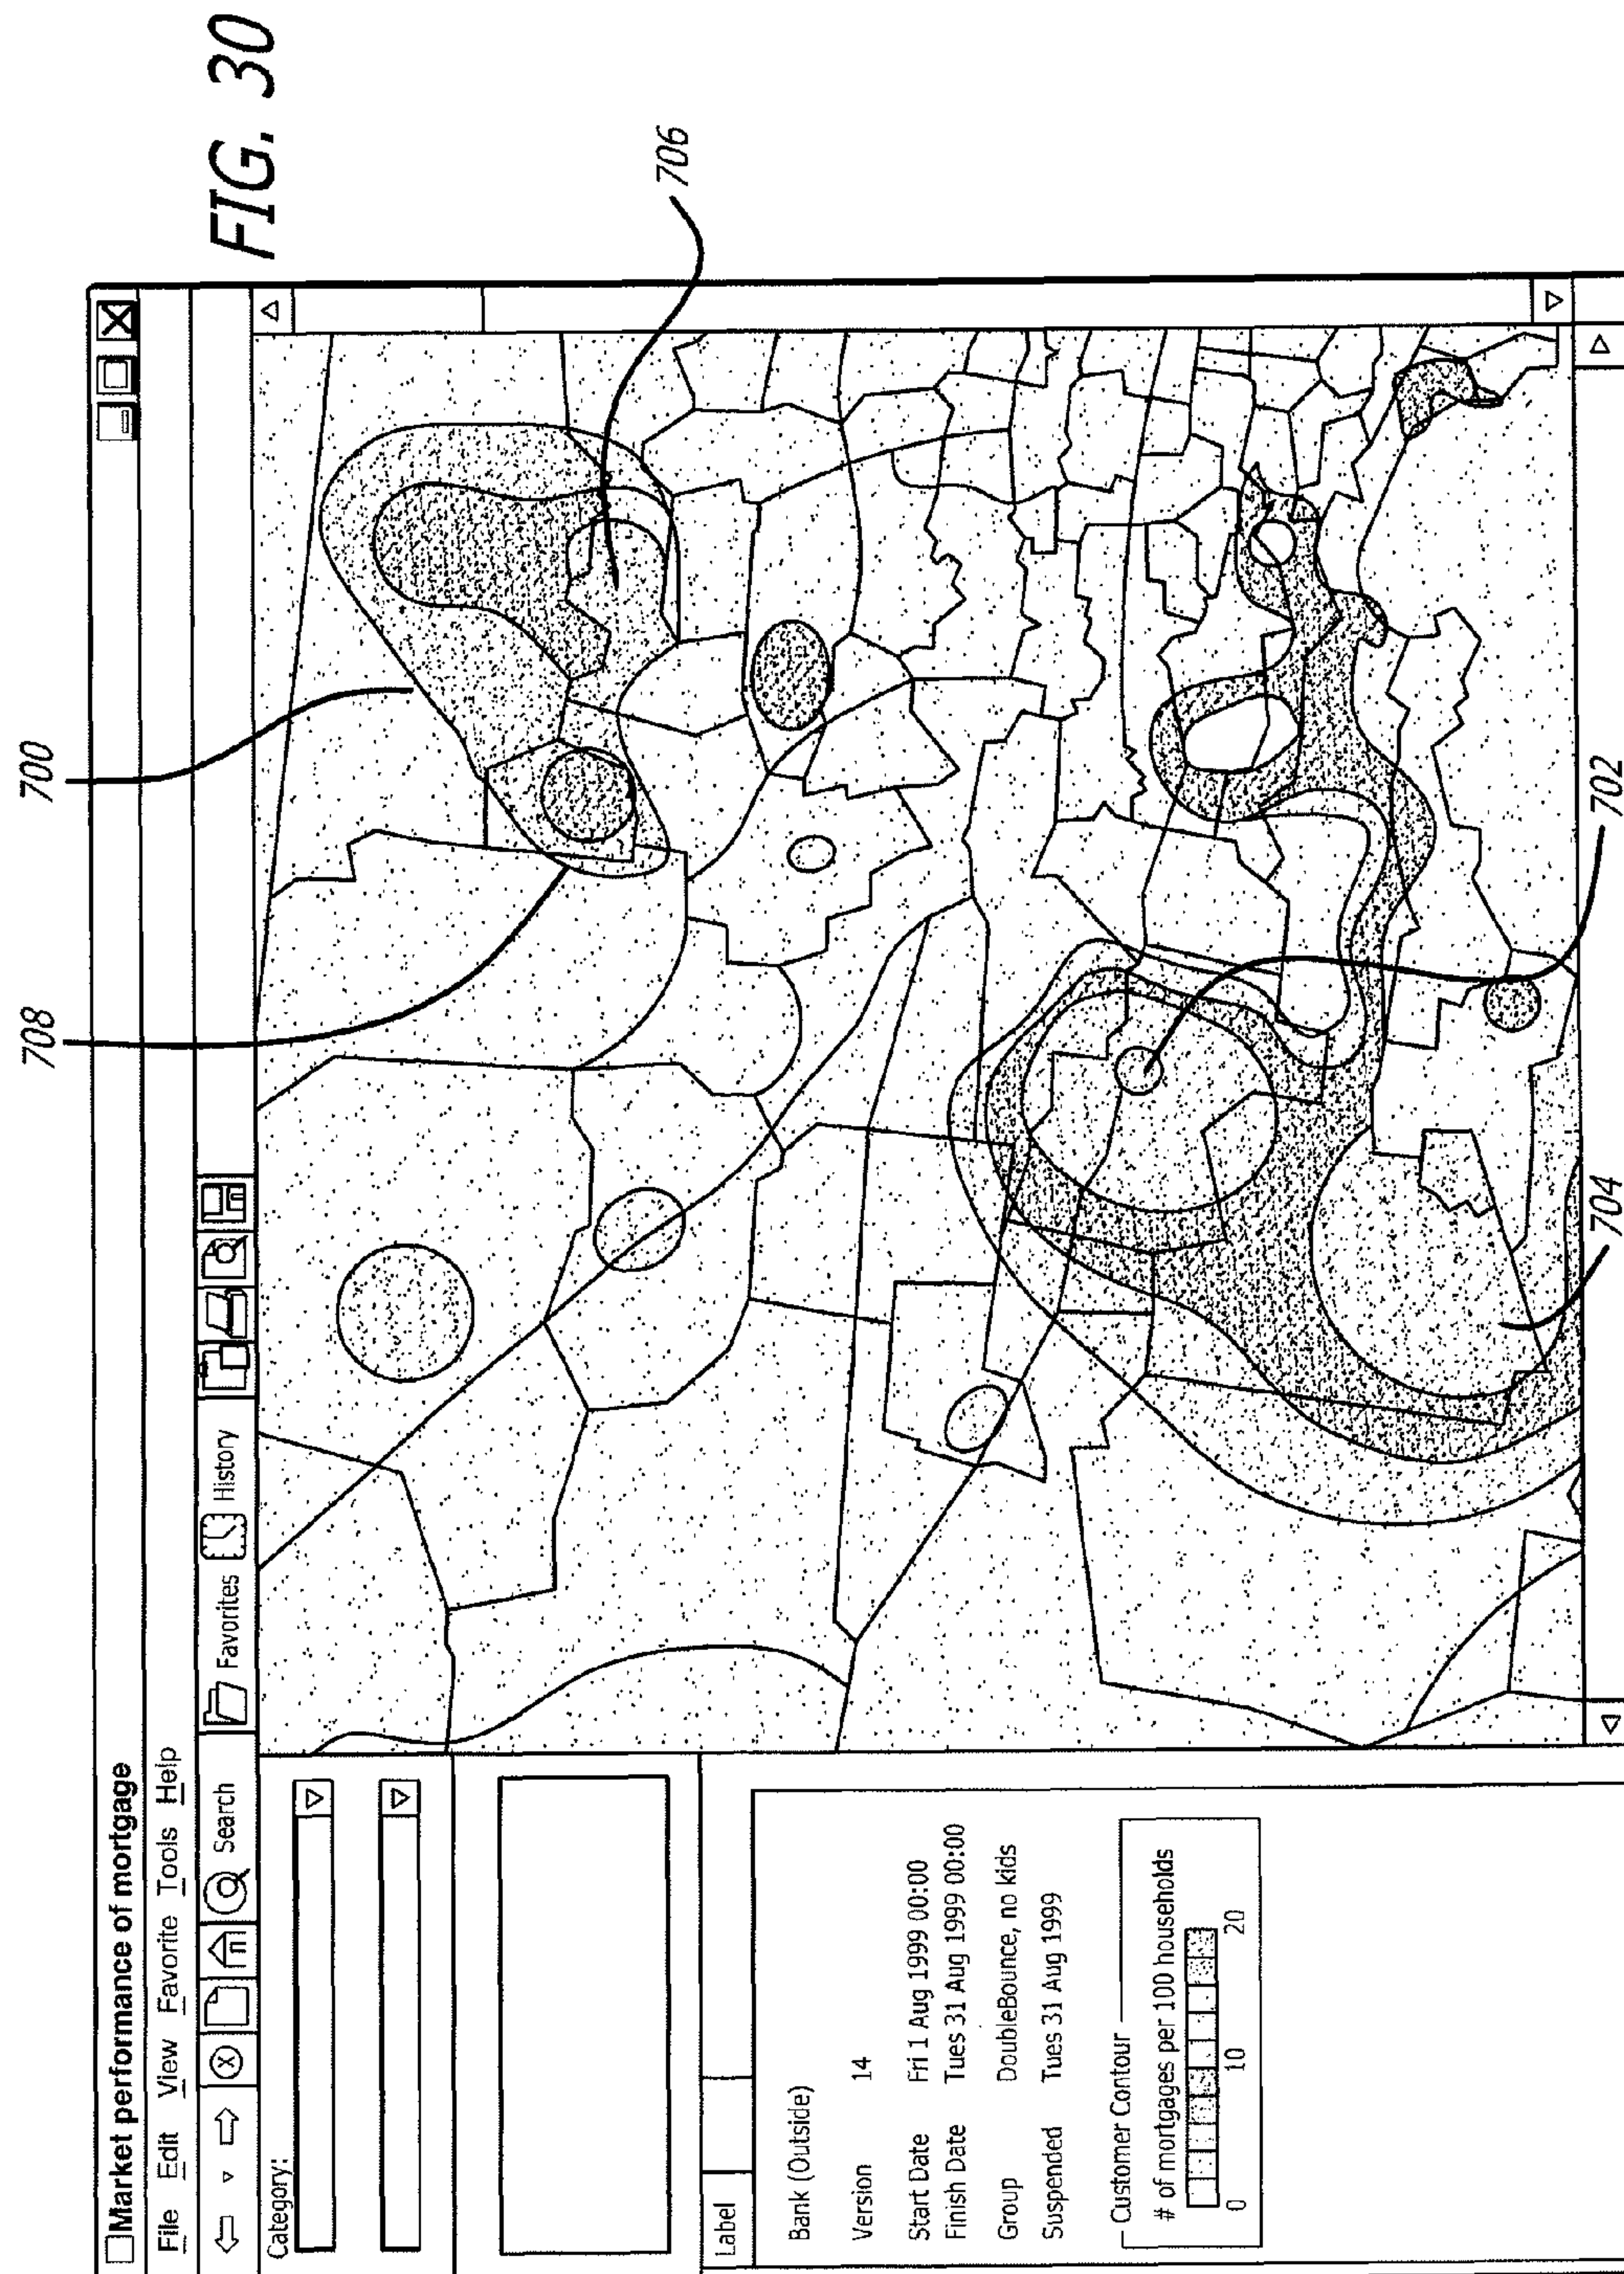 FIG. 30
Market performance of mortgage
File Edit View Favorite Tools Help
Search Favorites History
Category:
Label
Bank (Outside)
Version 14
Start Date Fri 1 Aug 1999 00:00
Finish Date Tues 31 Aug 1999 00:00
Group DoubleBounce, no kids
Suspended Tues 31 Aug 1999
Customer Contour
# of mortgages per 100 households
0 10 20
708
700
706
704
702